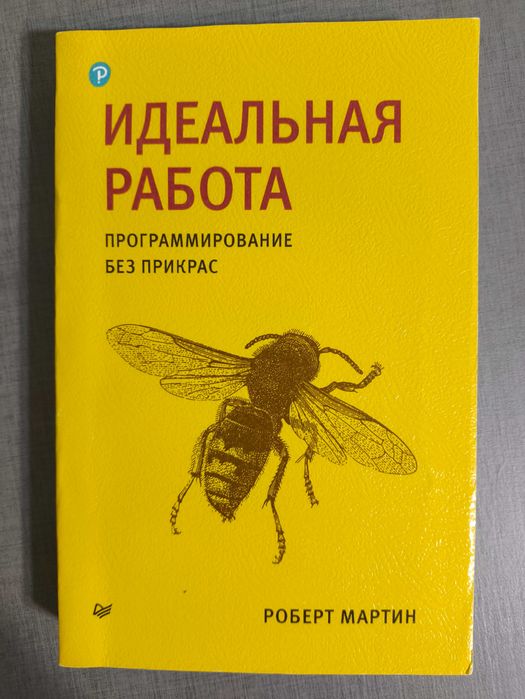 ИДЕАЛЬНАЯ
РАБОТА
ПРОГРАММИРОВАНИЕ
БЕЗ ПРИКРАС
РОБЕРТ МАРТИН